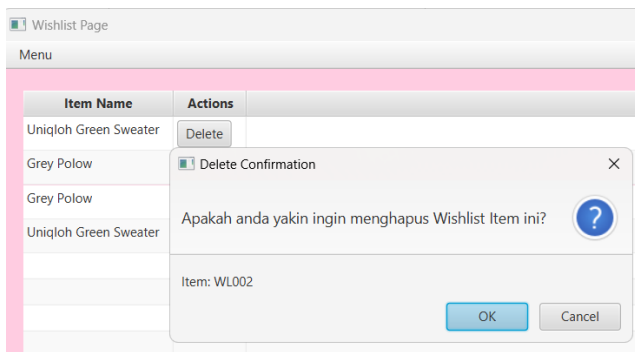 Wishlist Page
Menu
Item Name Actions
Uniqloh Green Sweater Delete
Grey Polow
Grey Polow
Uniqloh Green Sweater
Delete Confirmation
Apakah anda yakin ingin menghapus Wishlist Item ini?
Item: WL002
OK Cancel